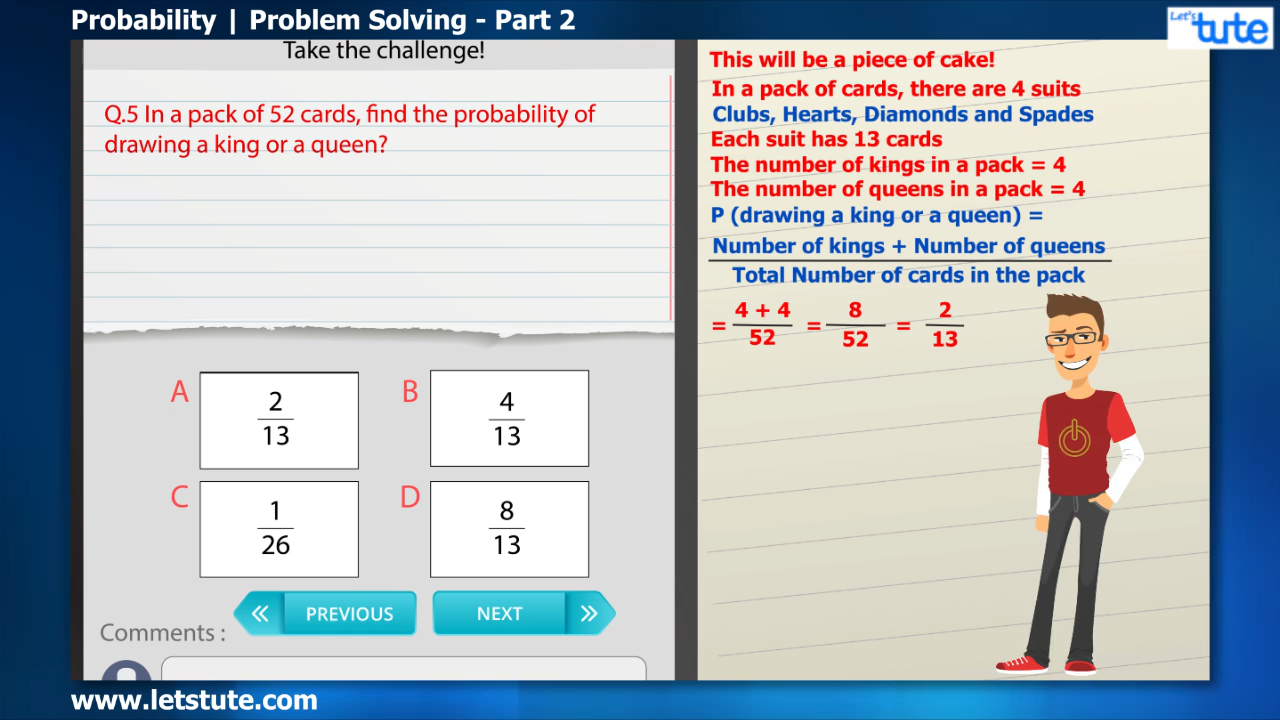 Probability | Problem Solving - Part 2
Let's
tute
Take the challenge!
Q.5 In a pack of 52 cards, find the probability of
drawing a king or a queen?
A
2
13
B
4
13
C
1
26
D
8
13
PREVIOUS
NEXT
Comments :
This will be a piece of cake!
In a pack of cards, there are 4 suits
Clubs, Hearts, Diamonds and Spades
Each suit has 13 cards
The number of kings in a pack = 4
The number of queens in a pack = 4
P (drawing a king or a queen) =
Number of kings + Number of queens
Total Number of cards in the pack
= 4 + 4 = 8 = 2
52 52 13
www.letstute.com